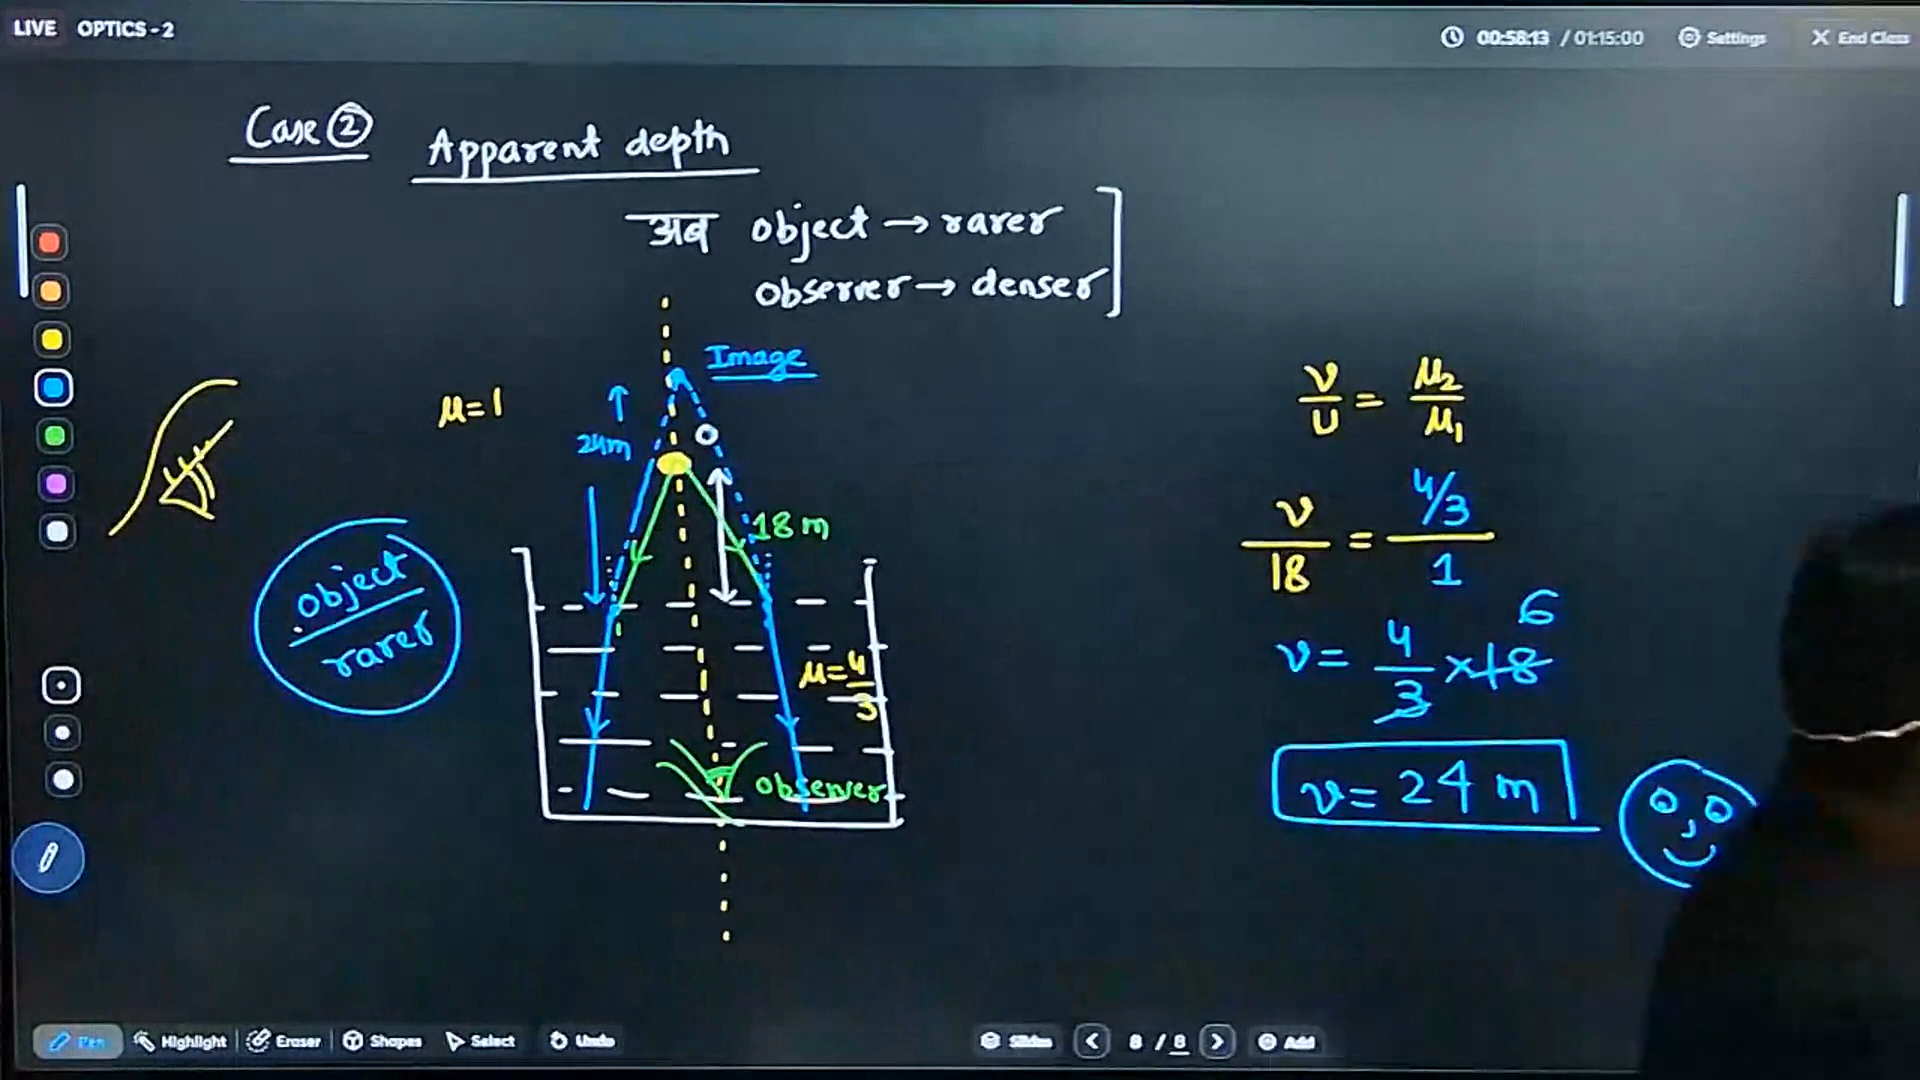 LIVE OPTICS - 2
00:58:13 / 01:15:00 Settings X End Class
Case ② Apparent depth
अब object → rarer
observer → denser
Image
μ=1
24m
O
18 m
object
rarer
μ=4/3
observer
v/u = μ₂/μ₁
v/18 = 4/3/1
v= 4/3 ×18 6
v= 24 m
Pen Highlight Eraser Shapes Select Undo Slides 8 / 8 Add